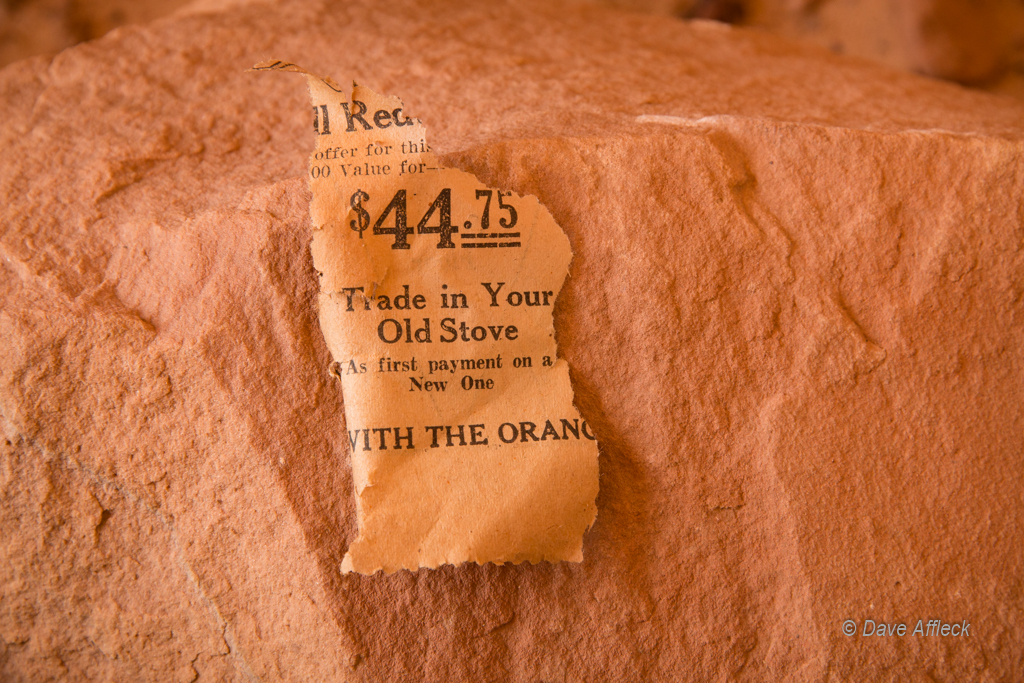 ll Red
offer for this
00 Value for—
$44.75
Trade in Your
Old Stove
As first payment on a
New One
WITH THE ORANG
© Dave Affleck